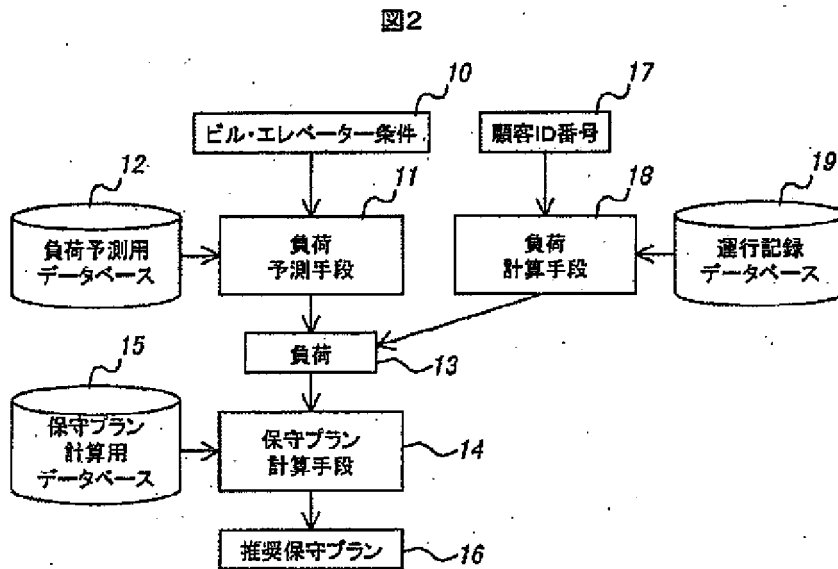 図2
10
17
ビル・エレベーター条件
顧客ID番号
12
11
18
19
負荷予測用
データベース
負荷
予測手段
負荷
計算手段
運行記録
データベース
15
負荷
13
保守プラン
計算用
データベース
保守プラン
計算手段
14
推奨保守プラン
16